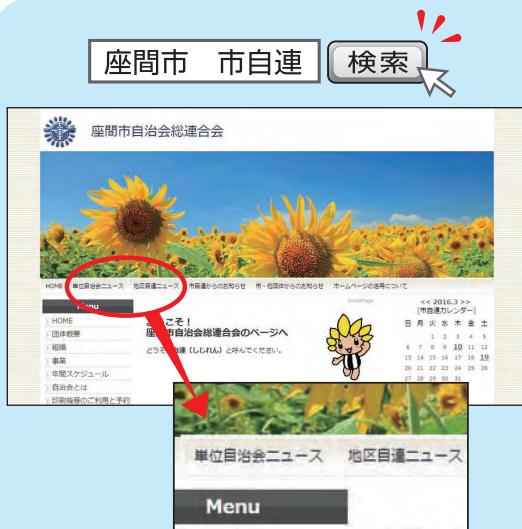 座間市　市自連　検索
座間市自治会総連合会
HOME　単位自治会ニュース　地区自連ニュース　市自連からのお知らせ　市・他団体からのお知らせ　ホームページの活用について
Menu
HOME
団体概要
組織
事業
年間スケジュール
自治会とは
印刷機等のご利用と予約
そ！
市自治会総連合会のページへ
（しじれん）と呼んでください。
FrontPage
<< 2016.3 >>
[市自連カレンダー]
日 月 火 水 木 金 土
1 2 3 4 5
6 7 8 9 10 11 12
13 14 15 16 17 18 19
20 21 22 23 24 25 26
27 28 29 30 31
単位自治会ニュース　地区自連ニュース
Menu